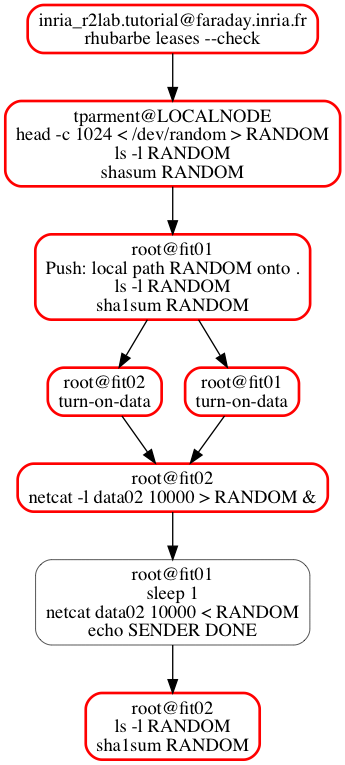 inria_r2lab.tutorial@faraday.inria.fr
rhubarbe leases --check
tparment@LOCALNODE
head -c 1024 < /dev/random > RANDOM
ls -l RANDOM
shasum RANDOM
root@fit01
Push: local path RANDOM onto .
ls -l RANDOM
sha1sum RANDOM
root@fit02
turn-on-data
root@fit01
turn-on-data
root@fit02
netcat -l data02 10000 > RANDOM &
root@fit01
sleep 1
netcat data02 10000 < RANDOM
echo SENDER DONE
root@fit02
ls -l RANDOM
sha1sum RANDOM